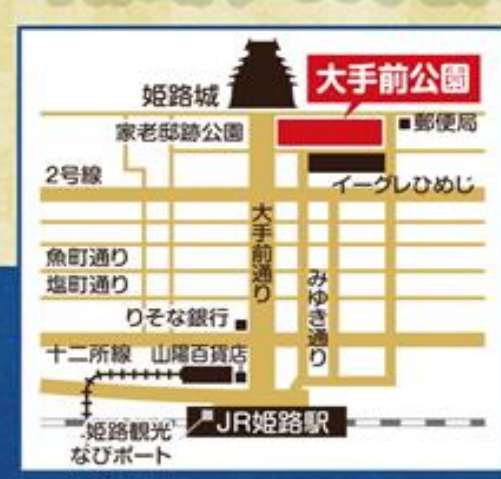 大手前公園
姫路城
家老邸跡公園
■郵便局
イーグレひめじ
2号線
大手前通り
みゆき通り
魚町通り
塩町通り
りそな銀行
十二所線
山陽百貨店
JR姫路駅
姫路観光
なびポート